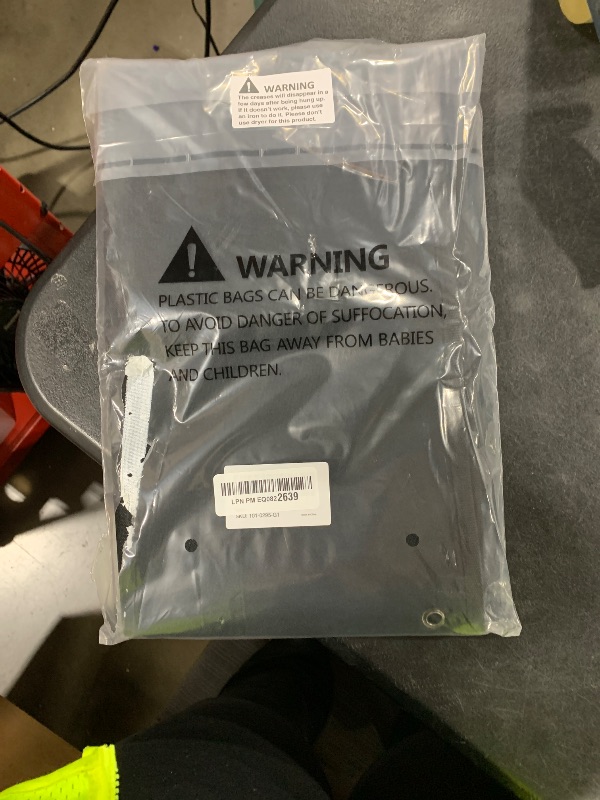 WARNING
The creases will disappear in a
few days after being hung up.
If it doesn't work, please use
an iron to do it. Please don't
use dryer for this product.
WARNING
PLASTIC BAGS CAN BE DANGEROUS.
TO AVOID DANGER OF SUFFOCATION,
KEEP THIS BAG AWAY FROM BABIES
AND CHILDREN.
LPN PM EQ0822639